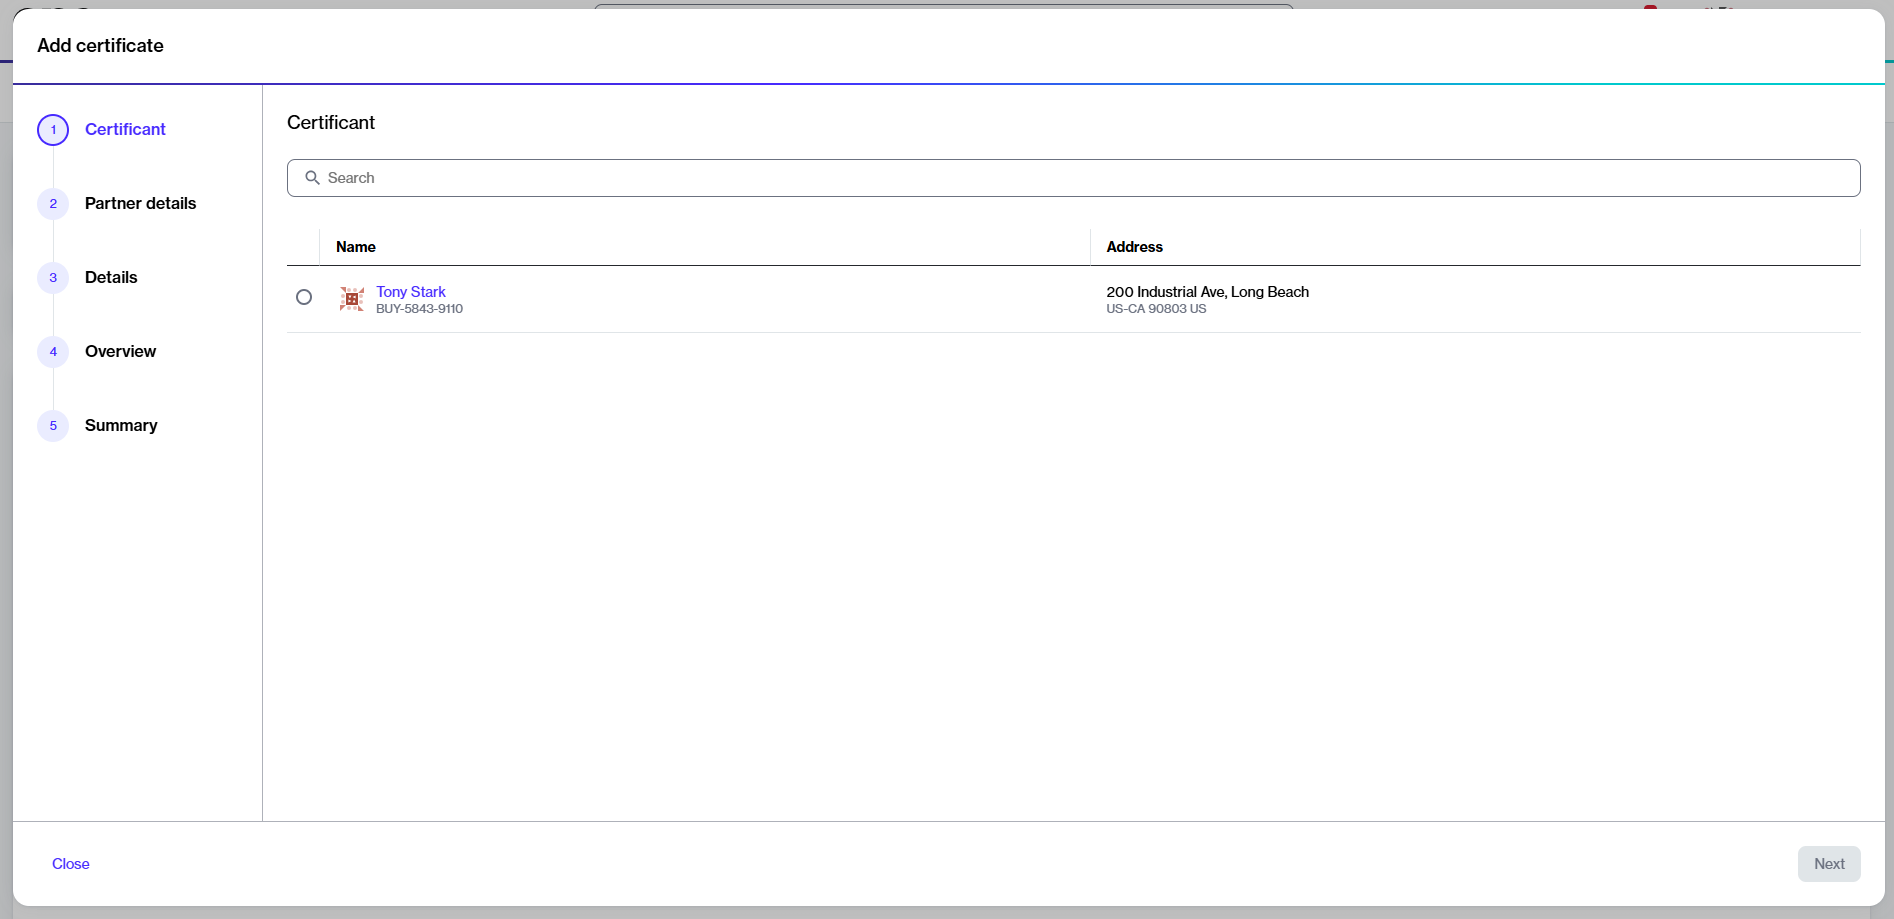 Add certificate
1 Certificant
2 Partner details
3 Details
4 Overview
5 Summary
Certificant
Search
Name Address
Tony Stark 200 Industrial Ave, Long Beach
BUY-5843-9110 US-CA 90803 US
Close Next